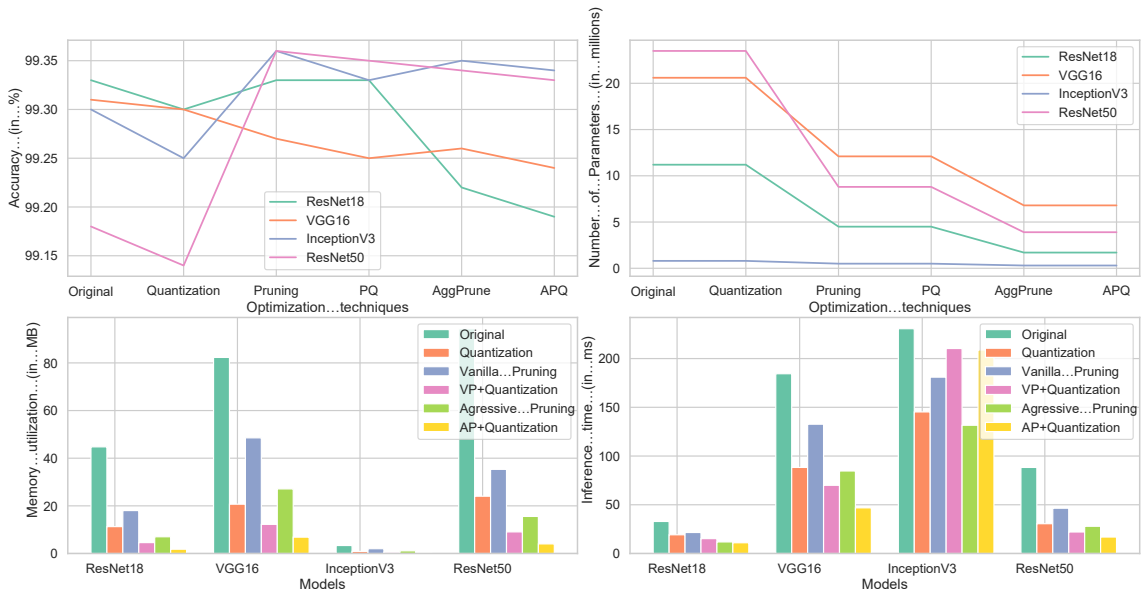 Accuracy…(in…%)
99.35
99.30
99.25
99.20
99.15
ResNet18
VGG16
InceptionV3
ResNet50
Original
Quantization
Pruning
PQ
AggPrune
APQ
Optimization…techniques
Number…of…Parameters…(in…millions)
20
15
10
5
0
ResNet18
VGG16
InceptionV3
ResNet50
Original
Quantization
Pruning
PQ
AggPrune
APQ
Optimization…techniques
Memory…utilization…(in…MB)
80
60
40
20
0
Original
Quantization
Vanilla…Pruning
VP+Quantization
Agressive…Pruning
AP+Quantization
ResNet18
VGG16
InceptionV3
ResNet50
Models
Inference…time…(in…ms)
200
150
100
50
0
Original
Quantization
Vanilla…Pruning
VP+Quantization
Agressive…Pruning
AP+Quantization
ResNet18
VGG16
InceptionV3
ResNet50
Models